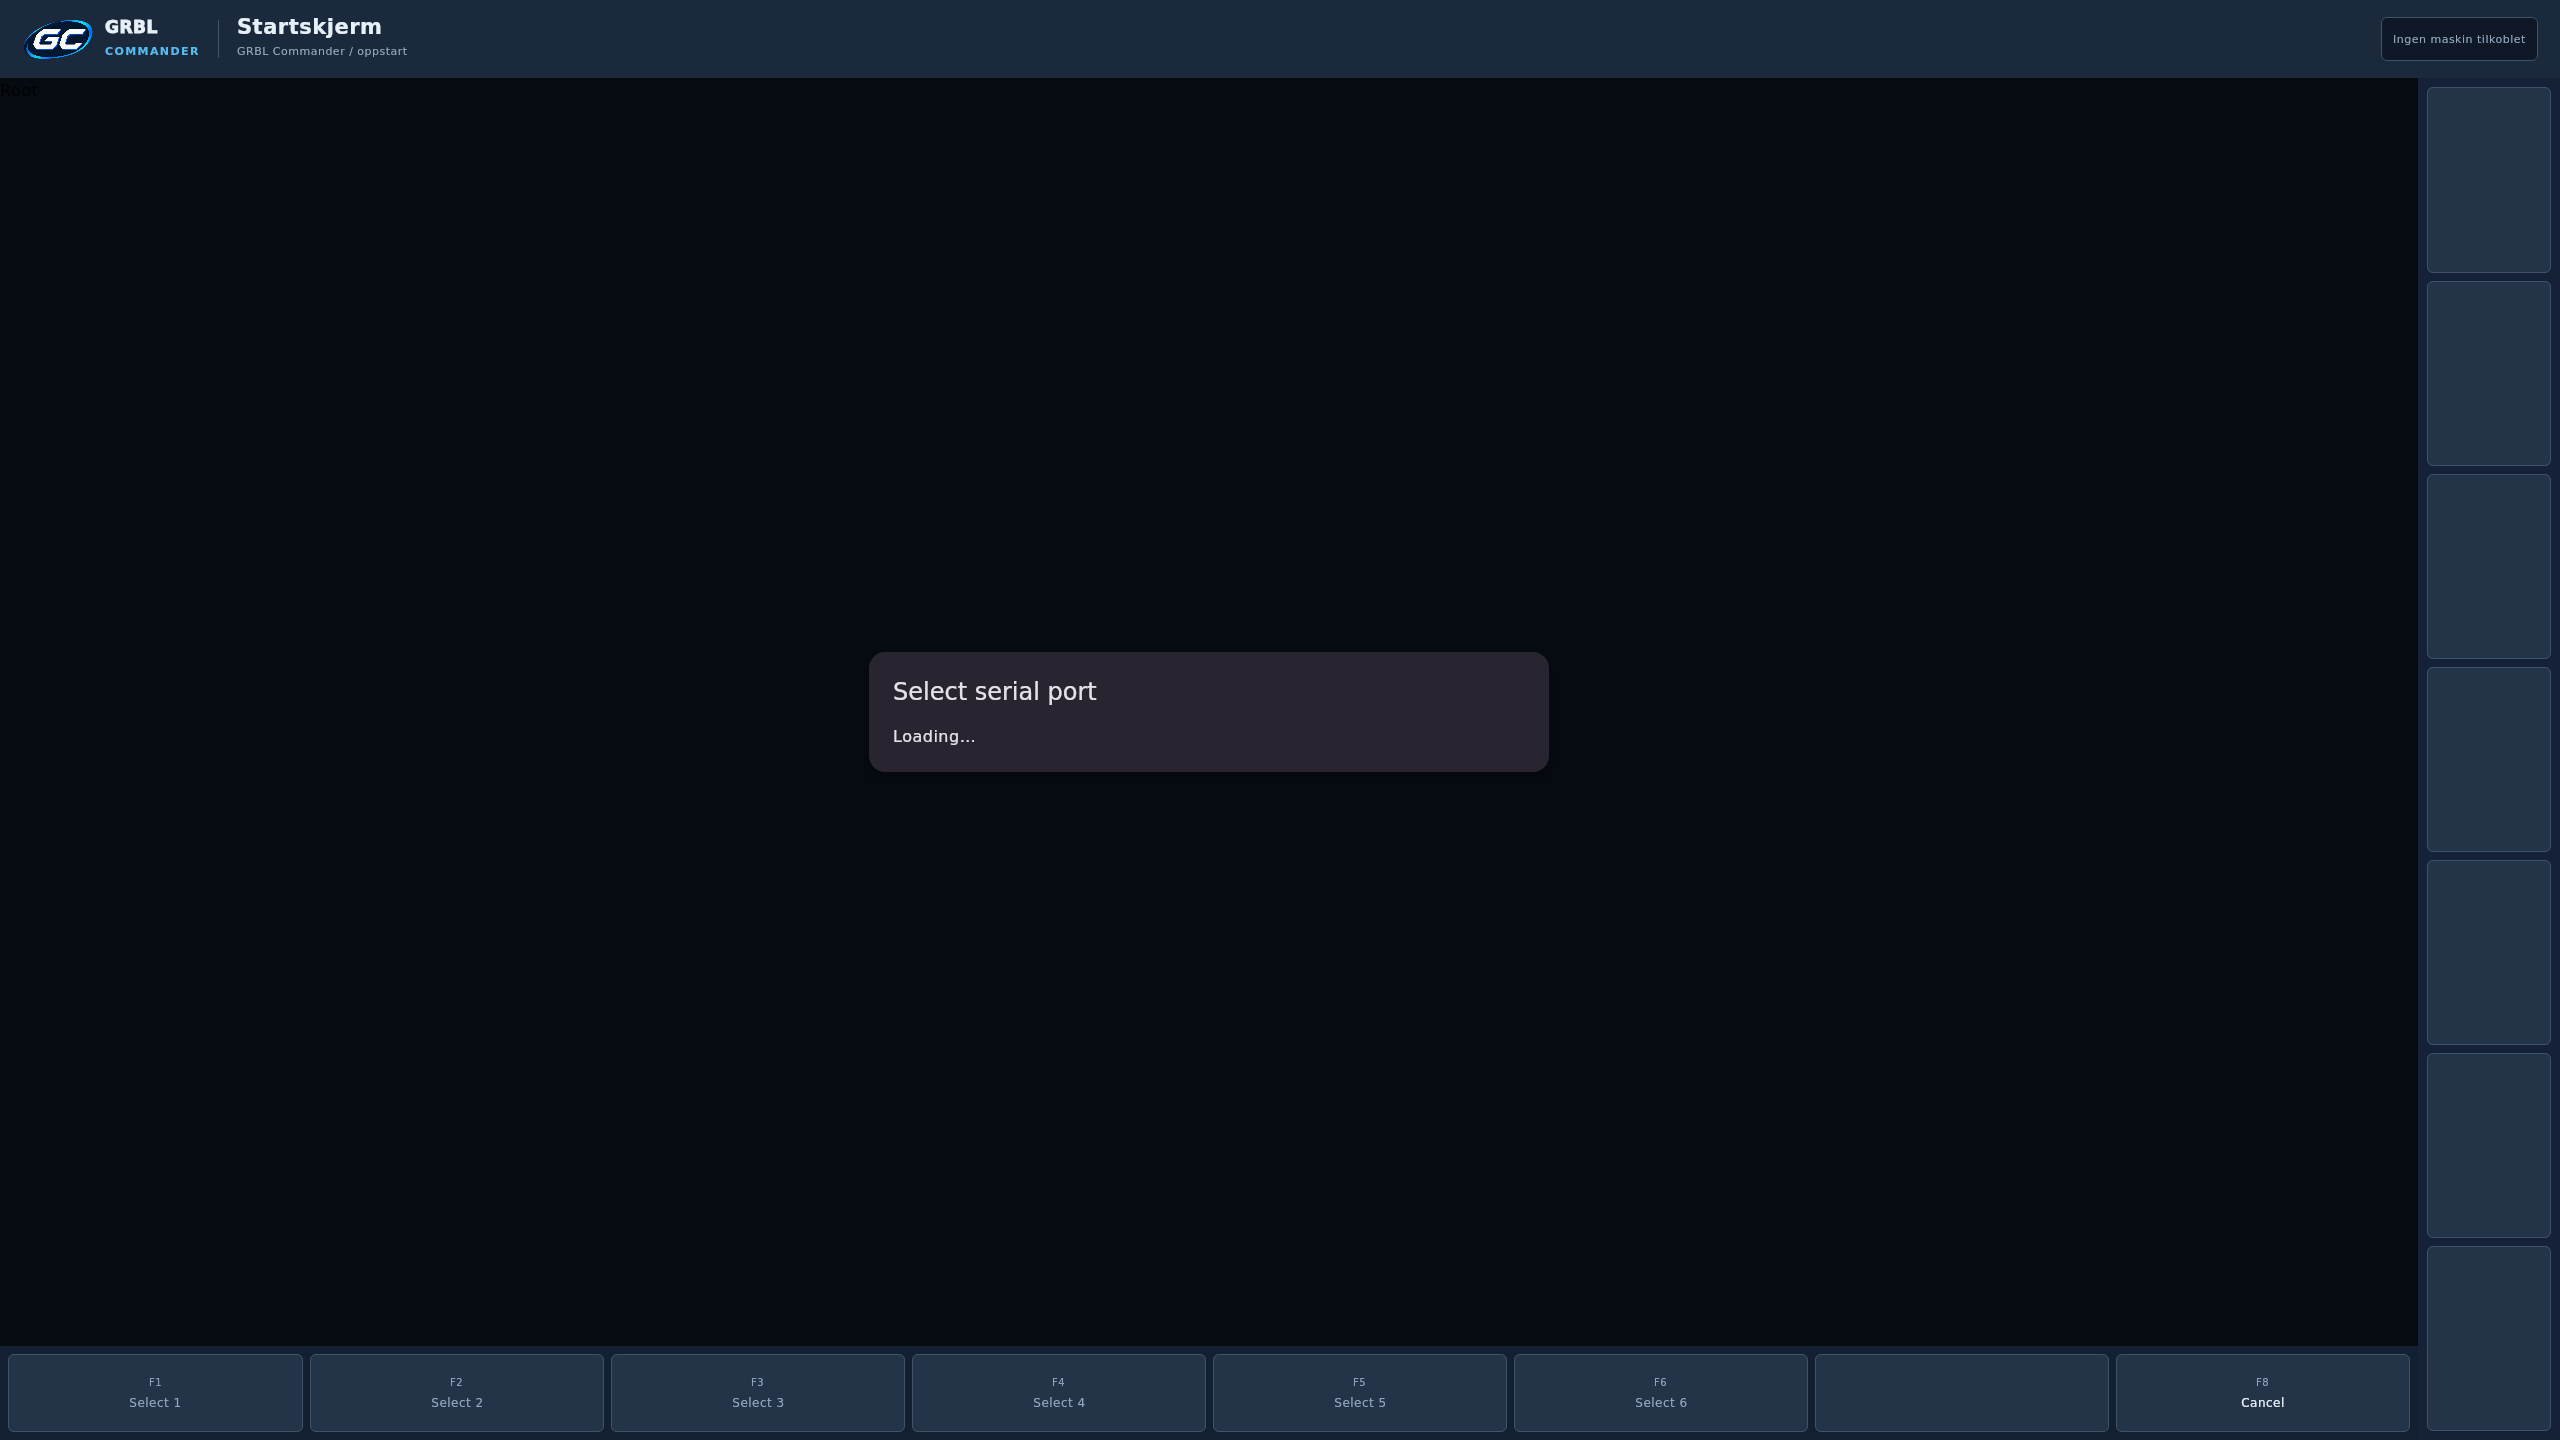 GC
GRBL
COMMANDER
Startskjerm
GRBL Commander / oppstart
Ingen maskin tilkoblet
Root
Select serial port
Loading...
F1
Select 1
F2
Select 2
F3
Select 3
F4
Select 4
F5
Select 5
F6
Select 6
F8
Cancel